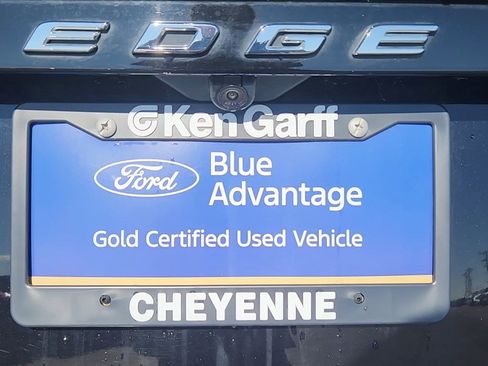 EDGE
Ken Garff
Ford
Blue
Advantage
Gold Certified Used Vehicle
CHEYENNE